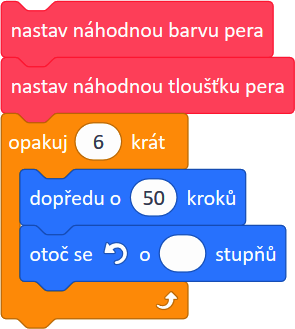 nastav náhodnou barvu pera
nastav náhodnou tloušťku pera
opakuj 6 krát
dopředu o 50 kroků
otoč se o stupňů